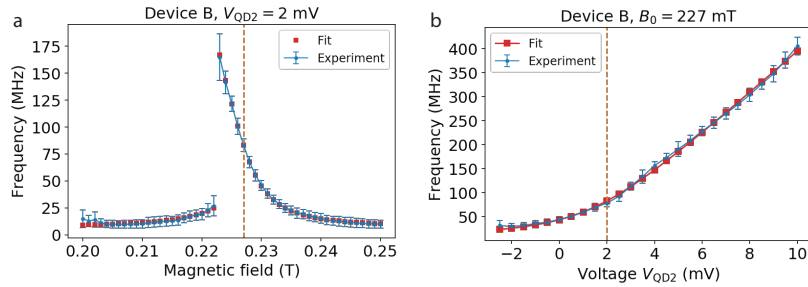 a
Device B, V_QD2 = 2 mV
Frequency (MHz)
175
150
125
100
75
50
25
0
Fit
Experiment
0.20
0.21
0.22
0.23
0.24
0.25
Magnetic field (T)
b
Device B, B_0 = 227 mT
Frequency (MHz)
400
350
300
250
200
150
100
50
Fit
Experiment
−2
0
2
4
6
8
10
Voltage V_QD2 (mV)